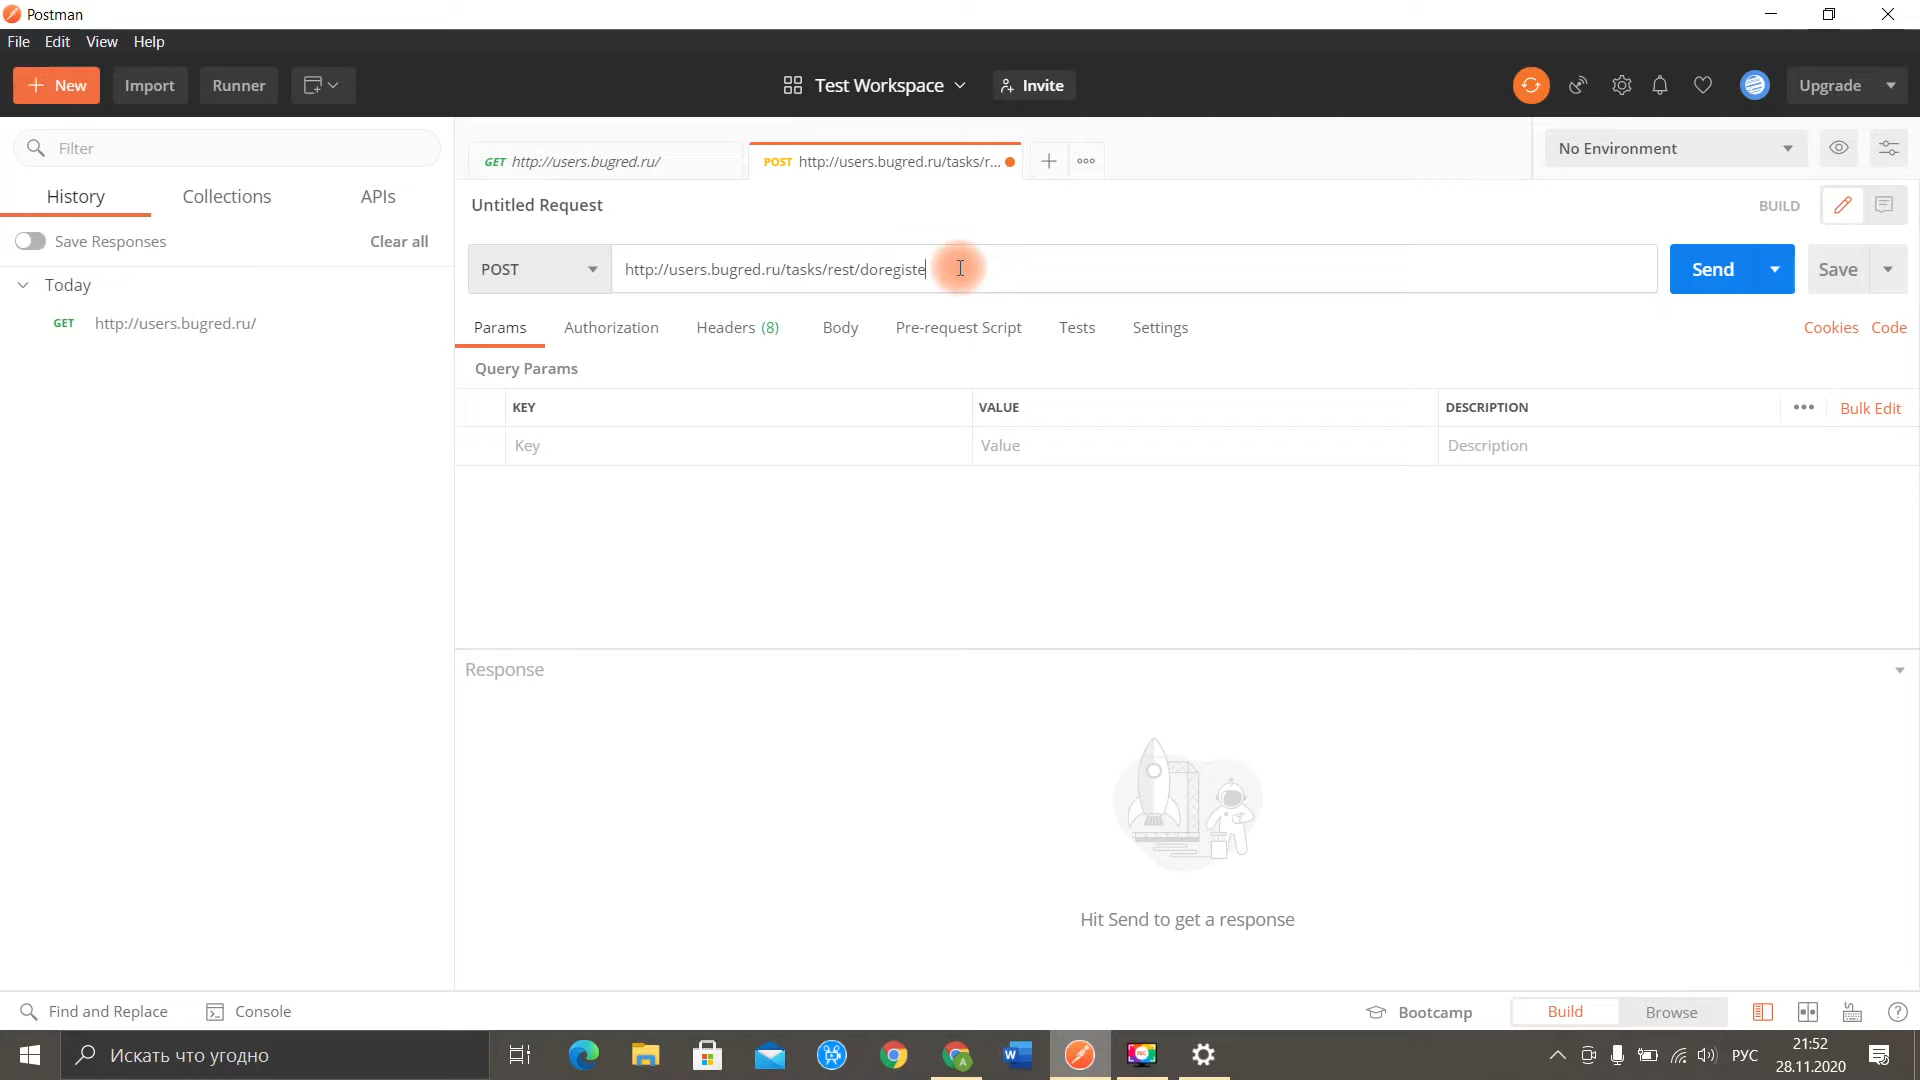 Postman
File Edit View Help
New Import Runner Test Workspace Invite Upgrade
Filter
GET http://users.bugred.ru/ POST http://users.bugred.ru/tasks/r... No Environment
History Collections APIs
Untitled Request BUILD
Save Responses Clear all
POST http://users.bugred.ru/tasks/rest/doregiste Send Save
Today
GET http://users.bugred.ru/
Params Authorization Headers (8) Body Pre-request Script Tests Settings Cookies Code
Query Params
KEY VALUE DESCRIPTION Bulk Edit
Key Value Description
Response
Hit Send to get a response
Find and Replace Console Bootcamp Build Browse
Искать что угодно РУС 21:52
28.11.2020